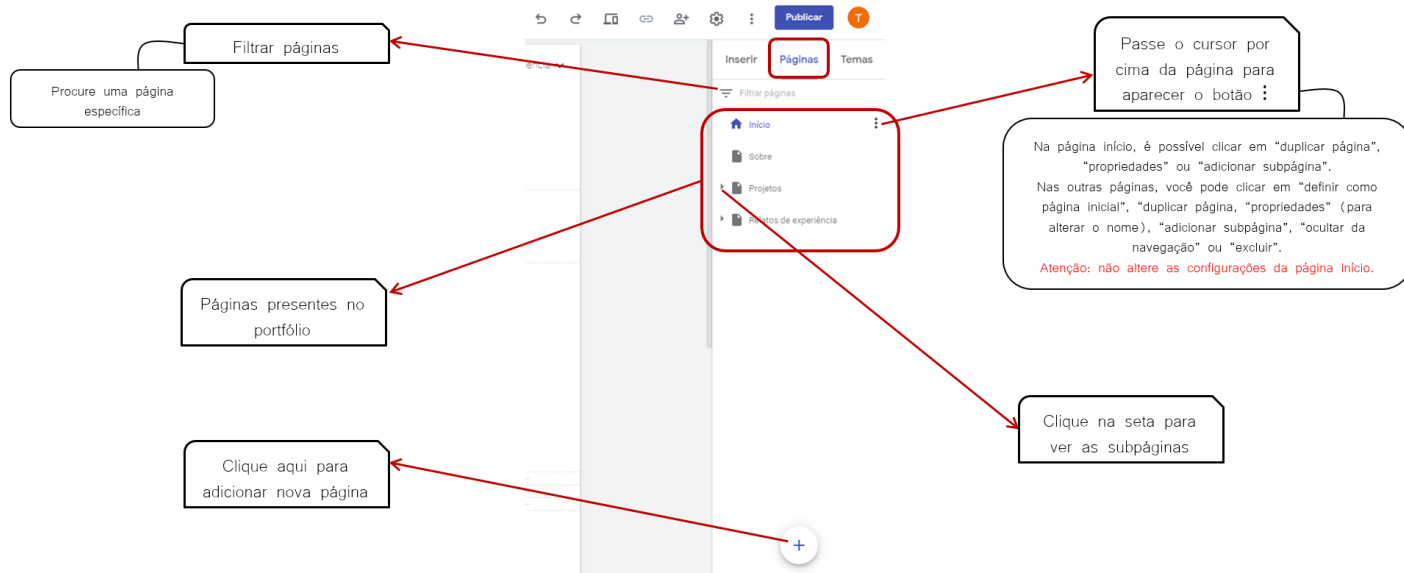 Publicar
T
Inserir Páginas Temas
Filtrar páginas
Início
Sobre
Projetos
Relatos de experiência
Filtrar páginas
Procure uma página
específica
Páginas presentes no
portfólio
Clique aqui para
adicionar nova página
Passe o cursor por
cima da página para
aparecer o botão ⋮
Na página início, é possível clicar em “duplicar página”,
“propriedades” ou “adicionar subpágina”.
Nas outras páginas, você pode clicar em “definir como
página inicial”, “duplicar página, “propriedades” (para
alterar o nome), “adicionar subpágina”, “ocultar da
navegação” ou “excluir”.
Atenção: não altere as configurações da página início.
Clique na seta para
ver as subpáginas